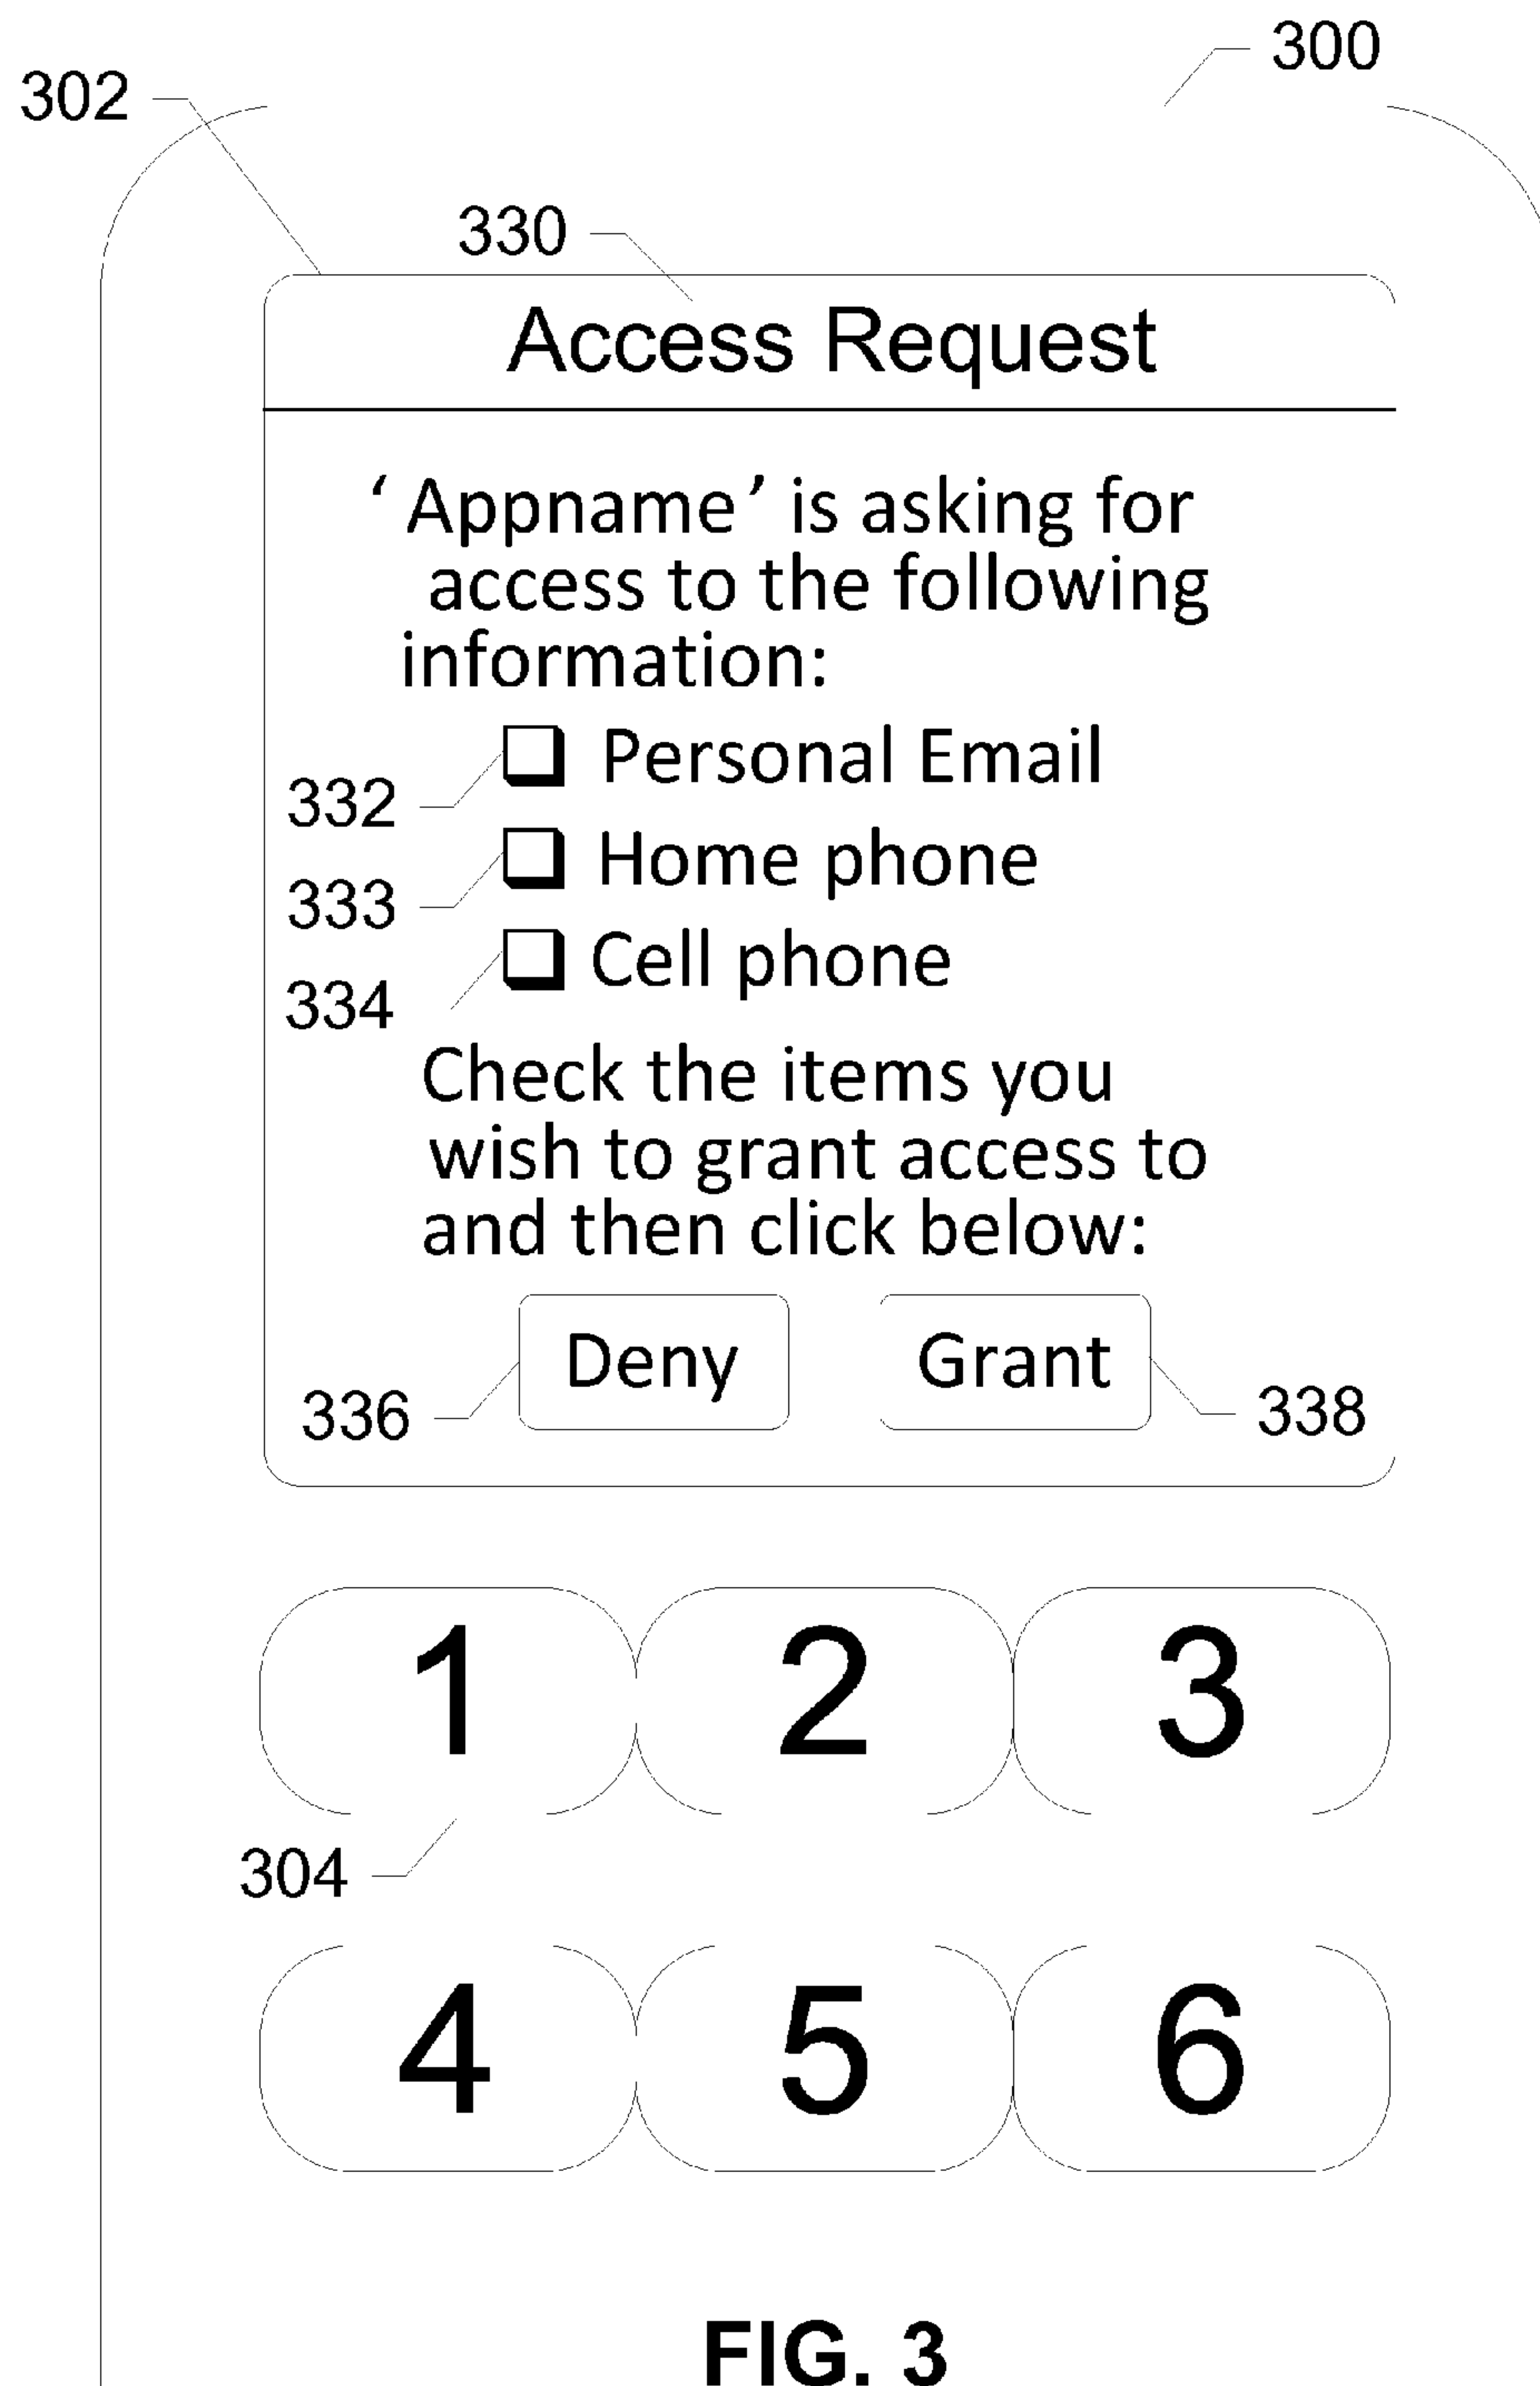 300
302
330
Access Request
‘Appname’ is asking for
access to the following
information:
Personal Email
332
Home phone
333
Cell phone
334
Check the items you
wish to grant access to
and then click below:
Deny Grant
336 338
1 2 3
304
4 5 6
FIG. 3